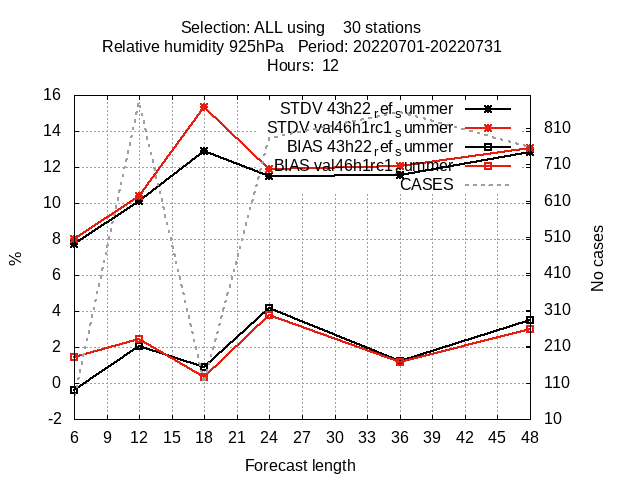 Selection: ALL using    30 stations
Relative humidity 925hPa   Period: 20220701-20220731
Hours:  12
STDV 43h22_ref_summer
STDV val46h1rc1_summer
BIAS 43h22_ref_summer
BIAS val46h1rc1_summer
CASES
16
14
12
10
8
6
4
2
0
-2
810
710
610
510
410
310
210
110
10
%
No cases
6 9 12 15 18 21 24 27 30 33 36 39 42 45 48
Forecast length